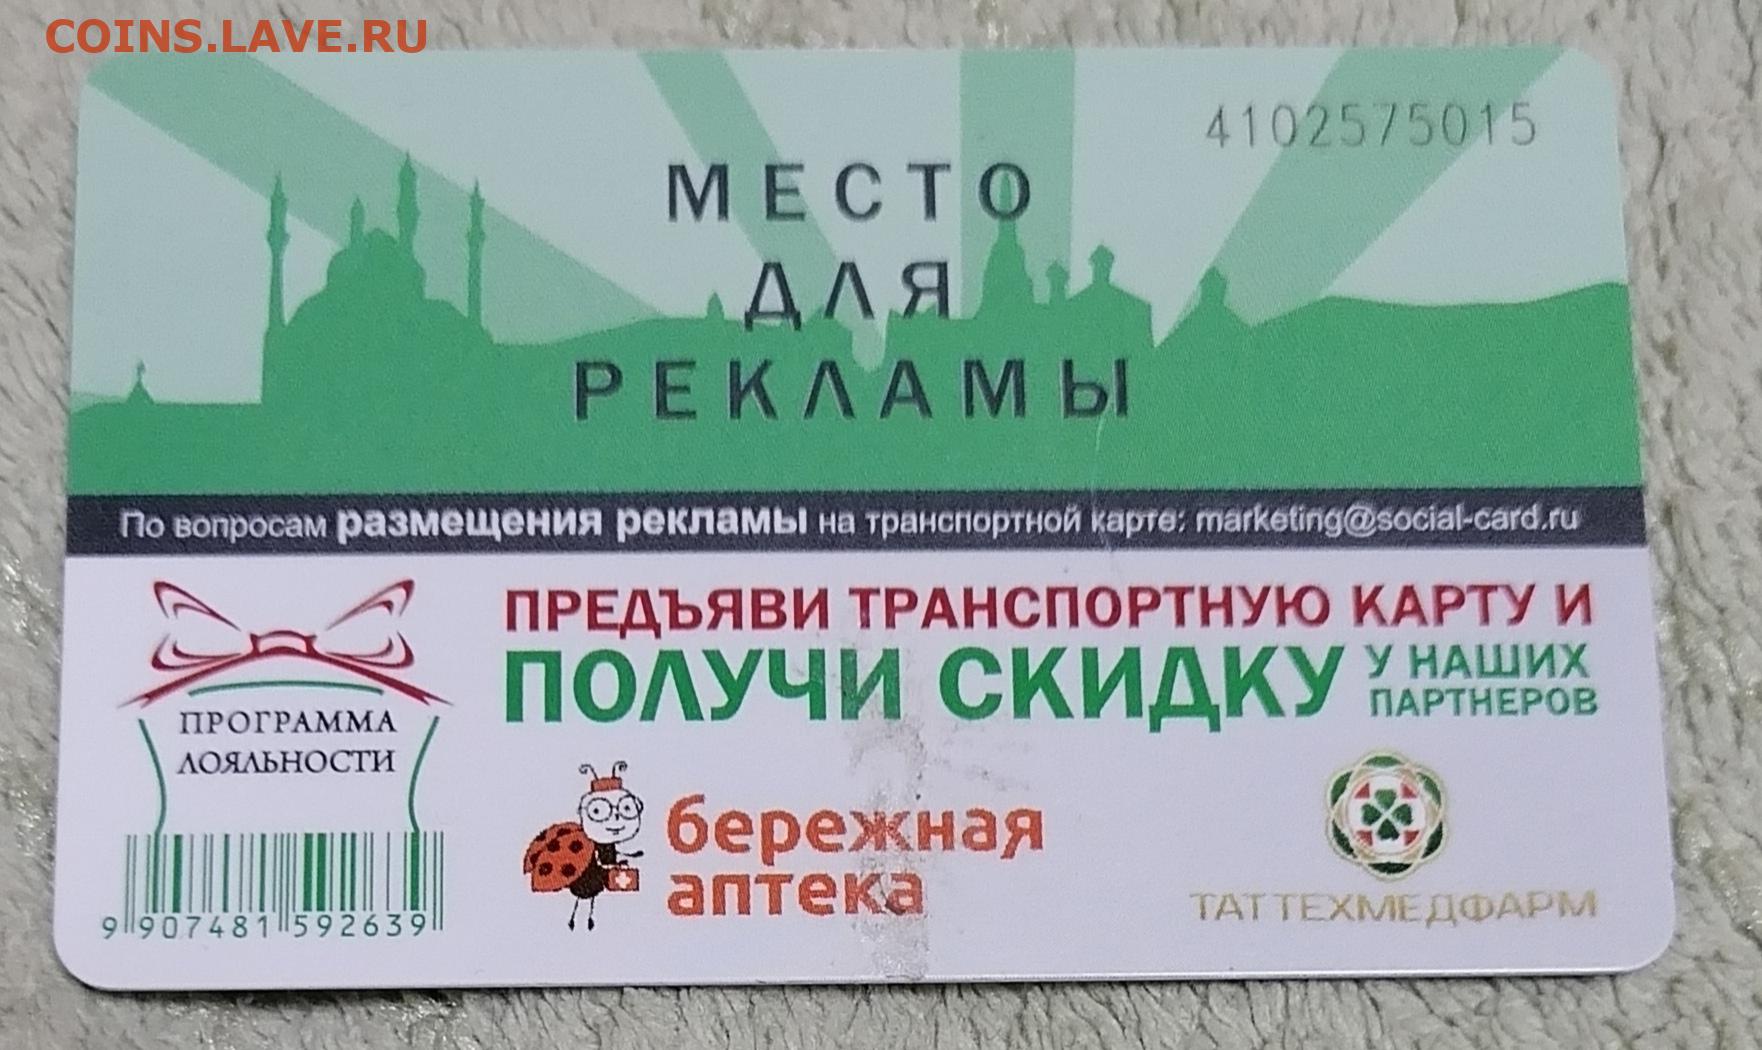 COINS.LAVE.RU
4102575015
МЕСТО
ДЛЯ
РЕКЛАМЫ
По вопросам размещения рекламы на транспортной карте: marketing@social-card.ru
ПРЕДЪЯВИ ТРАНСПОРТНУЮ КАРТУ И
ПОЛУЧИ СКИДКУ У НАШИХ
ПАРТНЕРОВ
ПРОГРАММА
ЛОЯЛЬНОСТИ
9 907481 592639
бережная
аптека
ТАТТЕХМЕДФАРМ